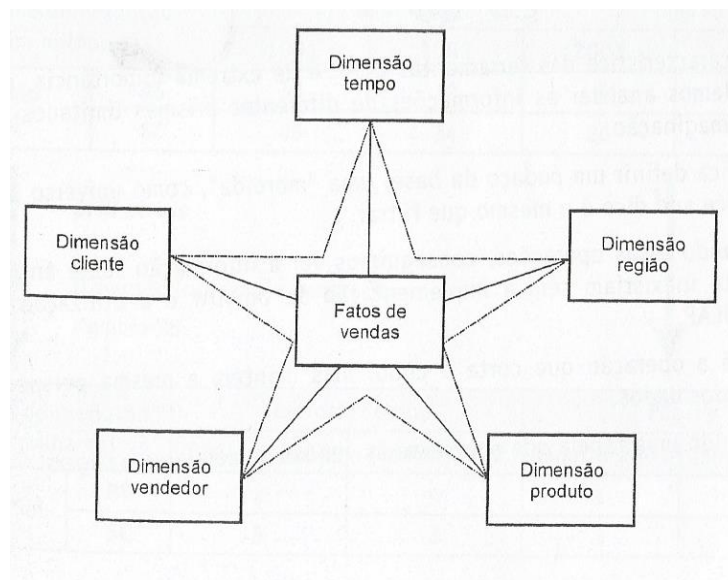 Dimensão
tempo
Dimensão
cliente
Dimensão
região
Fatos de
vendas
Dimensão
vendedor
Dimensão
produto